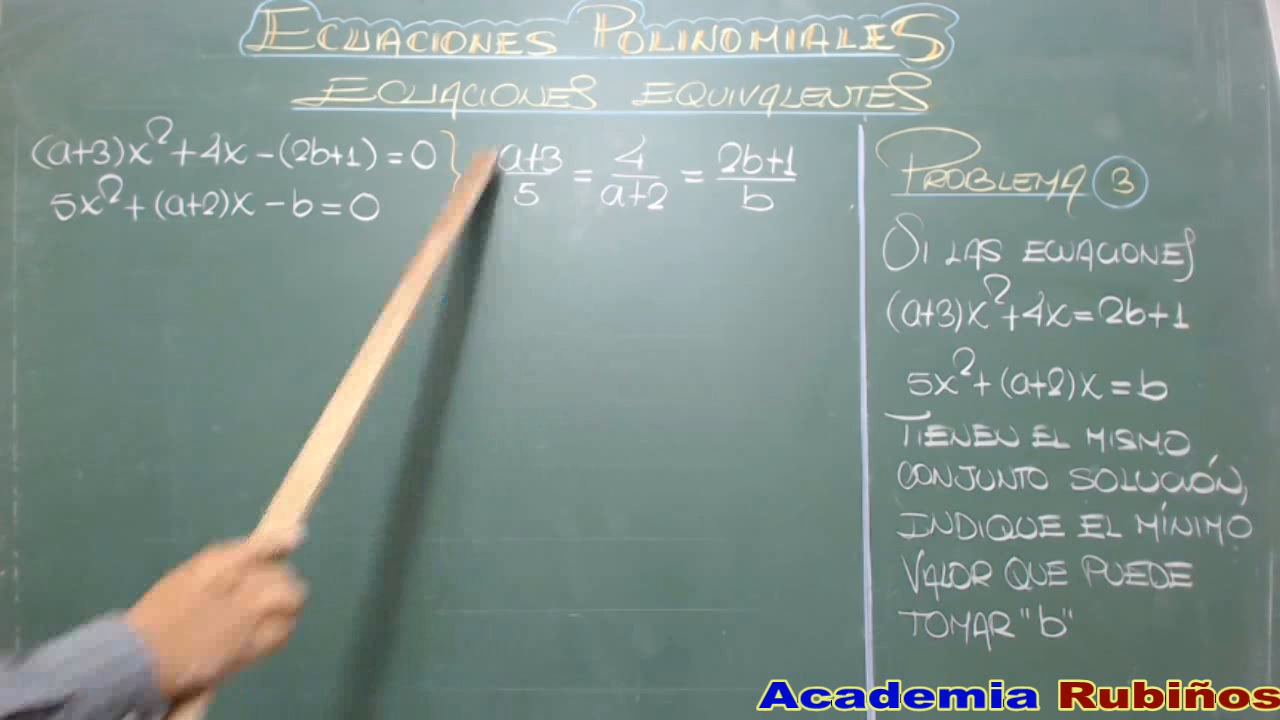 ECUACIONES POLINOMIALES
ECUACIONES EQUIVALENTES
(a+3)x²+4x-(2b+1)=0} a+3/5 = 4/a+2 = 2b+1/b
5x²+(a+2)x-b=0
PROBLEMA 3
SI LAS ECUACIONES
(a+3)x²+4x=2b+1
5x²+(a+2)x=b
TIENEN EL MISMO
CONJUNTO SOLUCIÓN,
INDIQUE EL MÍNIMO
VALOR QUE PUEDE
TOMAR "b"
Academia Rubiños